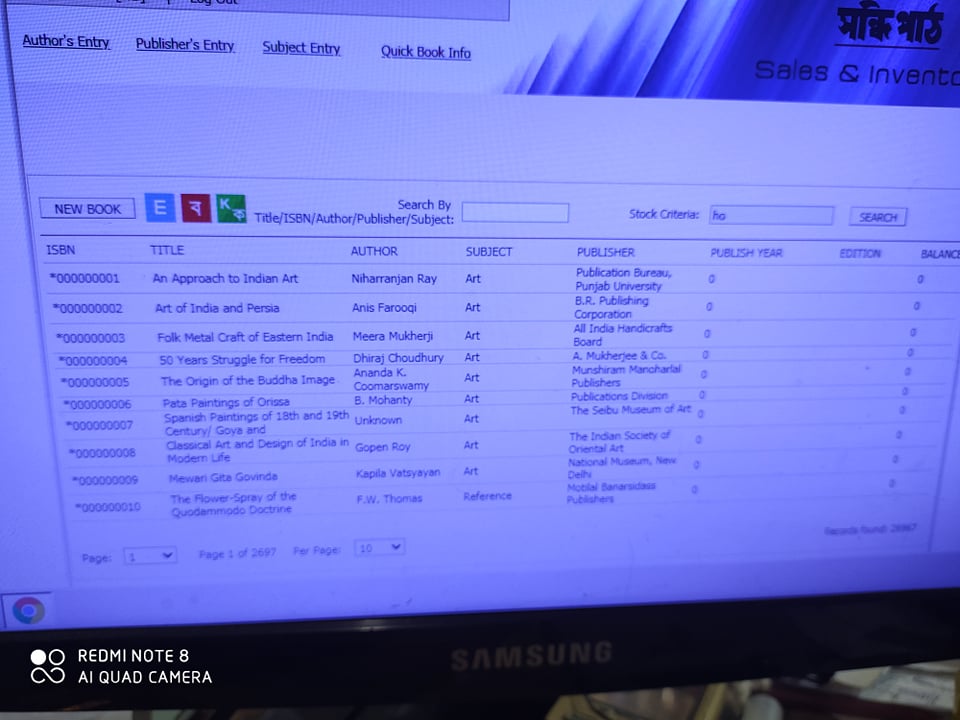 Log Out
Author's Entry Publisher's Entry Subject Entry Quick Book Info
Sales & Invento
NEW BOOK E ব K ক Search By
Title/ISBN/Author/Publisher/Subject: Stock Criteria: ho SEARCH
ISBN TITLE AUTHOR SUBJECT PUBLISHER PUBLISH YEAR EDITION BALANCE
*000000001 An Approach to Indian Art Niharranjan Ray Art Publication Bureau, 0 0
Punjab University
*000000002 Art of India and Persia Anis Farooqi Art B.R. Publishing 0 0
Corporation
*000000003 Folk Metal Craft of Eastern India Meera Mukherji Art All India Handicrafts 0 0
Board
*000000004 50 Years Struggle for Freedom Dhiraj Choudhury Art A. Mukherjee & Co. 0 0
*000000005 The Origin of the Buddha Image Ananda K. Art Munshiram Manoharlal 0 0
Coomarswamy Publishers
*000000006 Pata Paintings of Orissa B. Mohanty Art Publications Division 0 0
*000000007 Spanish Paintings of 18th and 19th Unknown Art The Seibu Museum of Art 0 0
Century/ Goya and
*000000008 Classical Art and Design of India in Gopen Roy Art The Indian Society of 0 0
Modern Life Oriental Art
*000000009 Mewari Gita Govinda Kapila Vatsyayan Art National Museum, New 0 0
Delhi
*000000010 The Flower-Spray of the F.W. Thomas Reference Motilal Banarsidass 0 0
Quodammodo Doctrine Publishers
Records found: 26967
Page: 1 Page 1 of 2697 Per Page: 10
SAMSUNG
REDMI NOTE 8
AI QUAD CAMERA